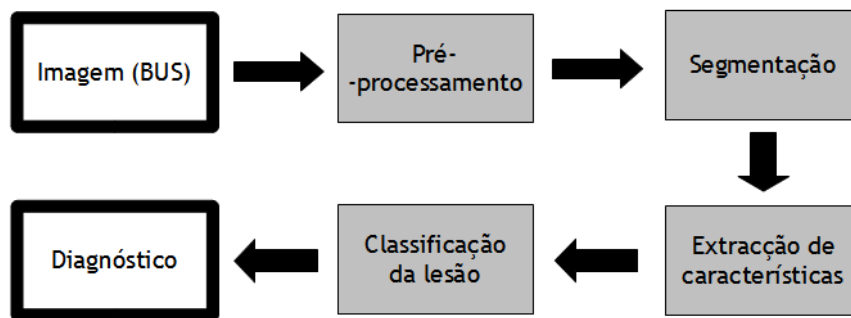 Imagem (BUS)
Pré-
-processamento
Segmentação
Extracção de
características
Classificação
da lesão
Diagnóstico